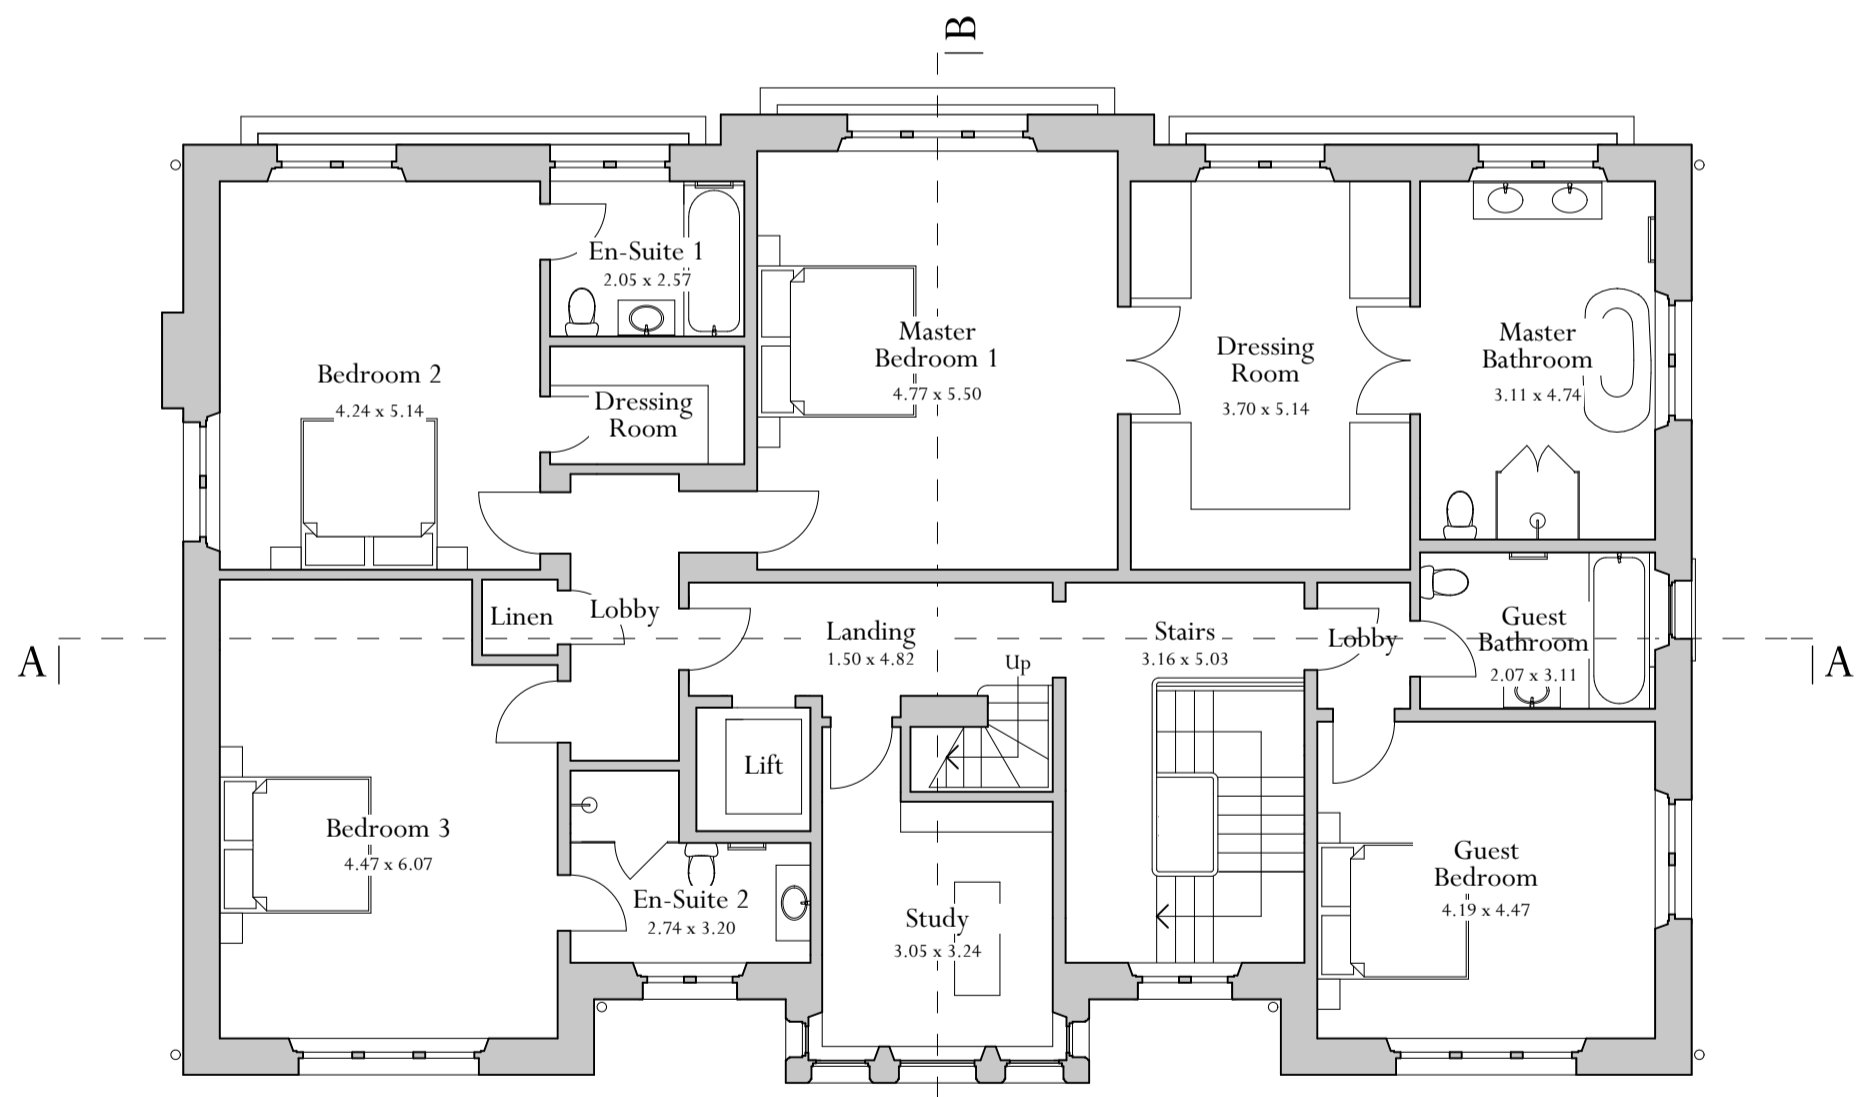 B
En-Suite 1
2.05 x 2.57
Master
Bedroom 1
4.77 x 5.50
Dressing
Room
3.70 x 5.14
Master
Bathroom
3.11 x 4.74
Bedroom 2
4.24 x 5.14
Dressing
Room
Linen
Lobby
Landing
1.50 x 4.82
Up
Stairs
3.16 x 5.03
Lobby
Guest
Bathroom
2.07 x 3.11
A
A
Lift
Bedroom 3
4.47 x 6.07
En-Suite 2
2.74 x 3.20
Study
3.05 x 3.24
Guest
Bedroom
4.19 x 4.47